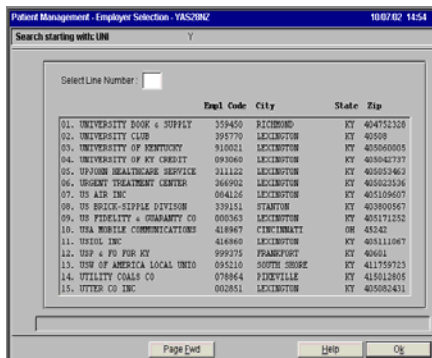 Patient Management - Employer Selection - YAS28NZ 10/07/02 14:54
Search starting with: UNI Y
Select Line Number:
Empl Code City State Zip
01. UNIVERSITY BOOK & SUPPLY 359450 RICHMOND KY 404752328
02. UNIVERSITY CLUB 395770 LEXINGTON KY 40508
03. UNIVERSITY OF KENTUCKY 910021 LEXINGTON KY 405060005
04. UNIVERSITY OF KY CREDIT 093060 LEXINGTON KY 405042737
05. UPJOHN HEALTHCARE SERVICE 311122 LEXINGTON KY 405053463
06. URGENT TREATMENT CENTER 366902 LEXINGTON KY 405023536
07. US AIR INC 004126 LEXINGTON KY 405109607
08. US BRICK-SIPPLE DIVISON 339151 STANTON KY 403800567
09. US FIDELITY & GUARANTY CO 000363 LEXINGTON KY 405171252
10. USA MOBILE COMMUNICATIONS 418967 CINCINNATI OH 45242
11. USIOL INC 416860 LEXINGTON KY 405111067
12. USP & FO FOR KY 999375 FRANKFORT KY 40601
13. USW OF AMERICA LOCAL UNIO 095210 SOUTH SHORE KY 411759723
14. UTILITY COALS CO 078864 PIKEVILLE KY 415012805
15. UTTER CO INC 002851 LEXINGTON KY 405082431
Page Fwd Help Ok